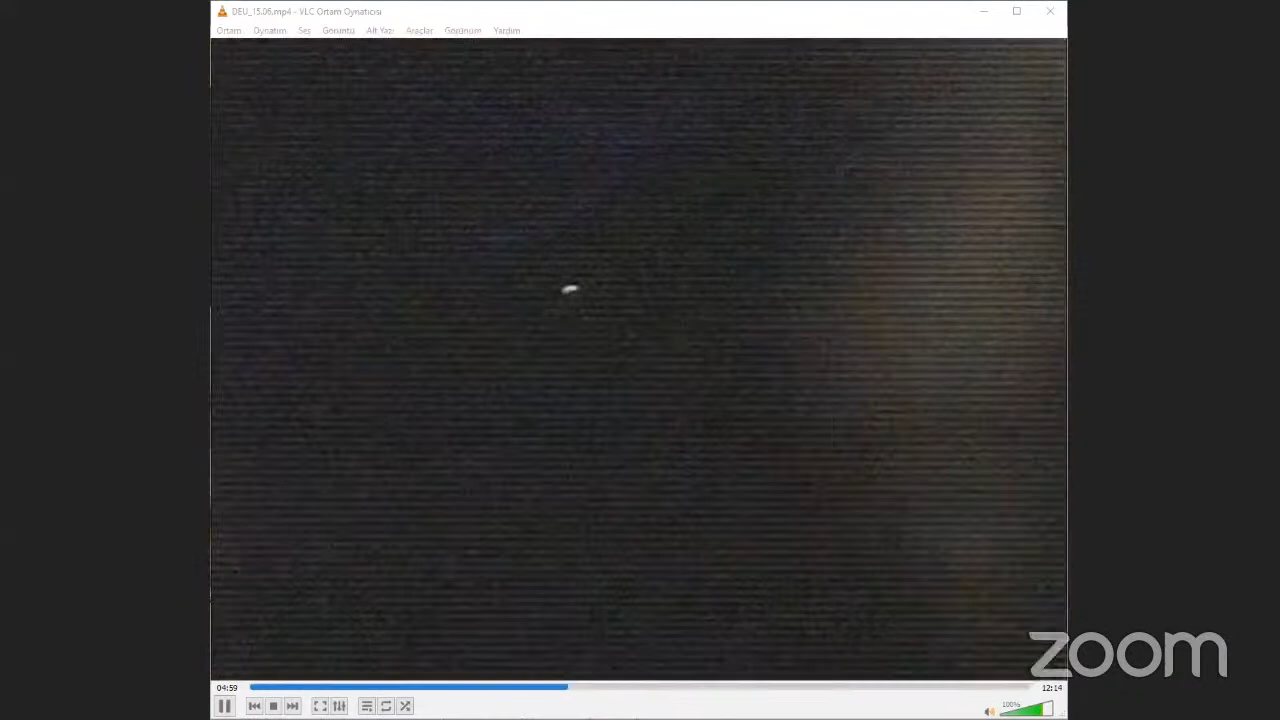 DEU_15.06.mp4 - VLC Ortam Oynatıcısı
Ortam Oynatım Ses Görüntü Alt Yazı Araçlar Görünüm Yardım
zoom
04:59 12:14
100%